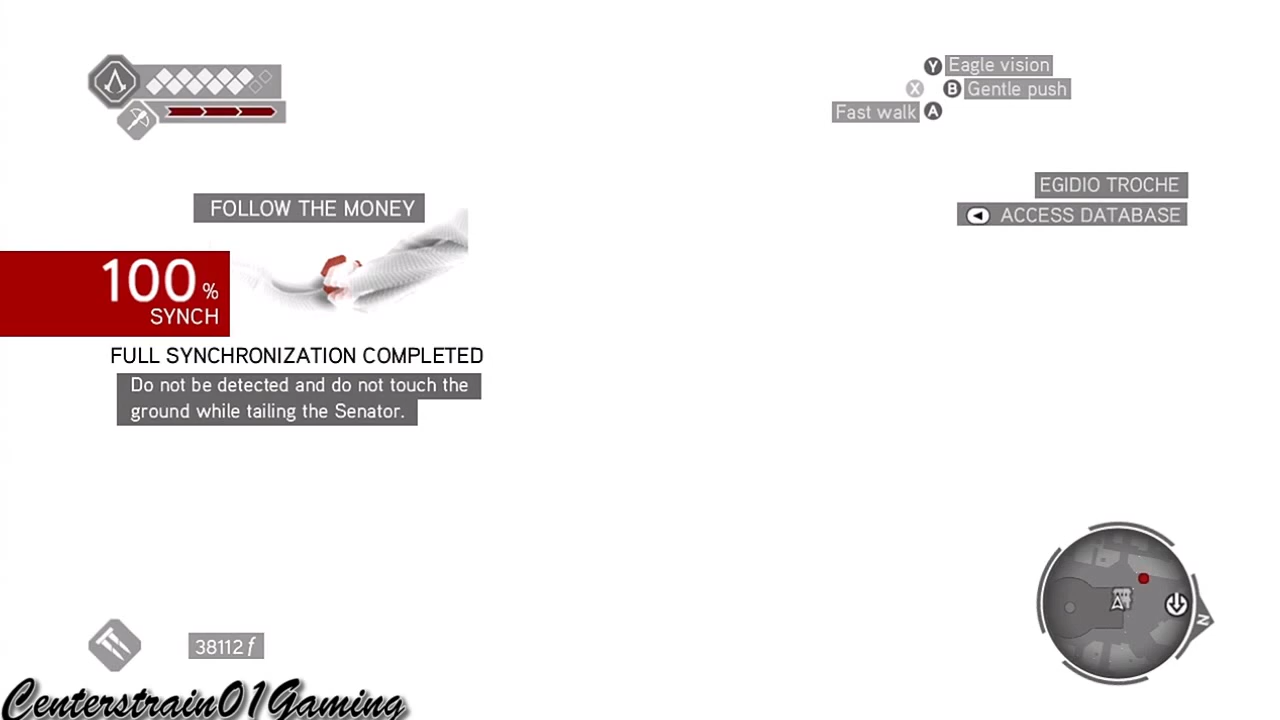 Y Eagle vision
X B Gentle push
Fast walk A
EGIDIO TROCHE
ACCESS DATABASE
FOLLOW THE MONEY
100 %
SYNCH
FULL SYNCHRONIZATION COMPLETED
Do not be detected and do not touch the
ground while tailing the Senator.
38112 ƒ
N
Centerstrain01Gaming